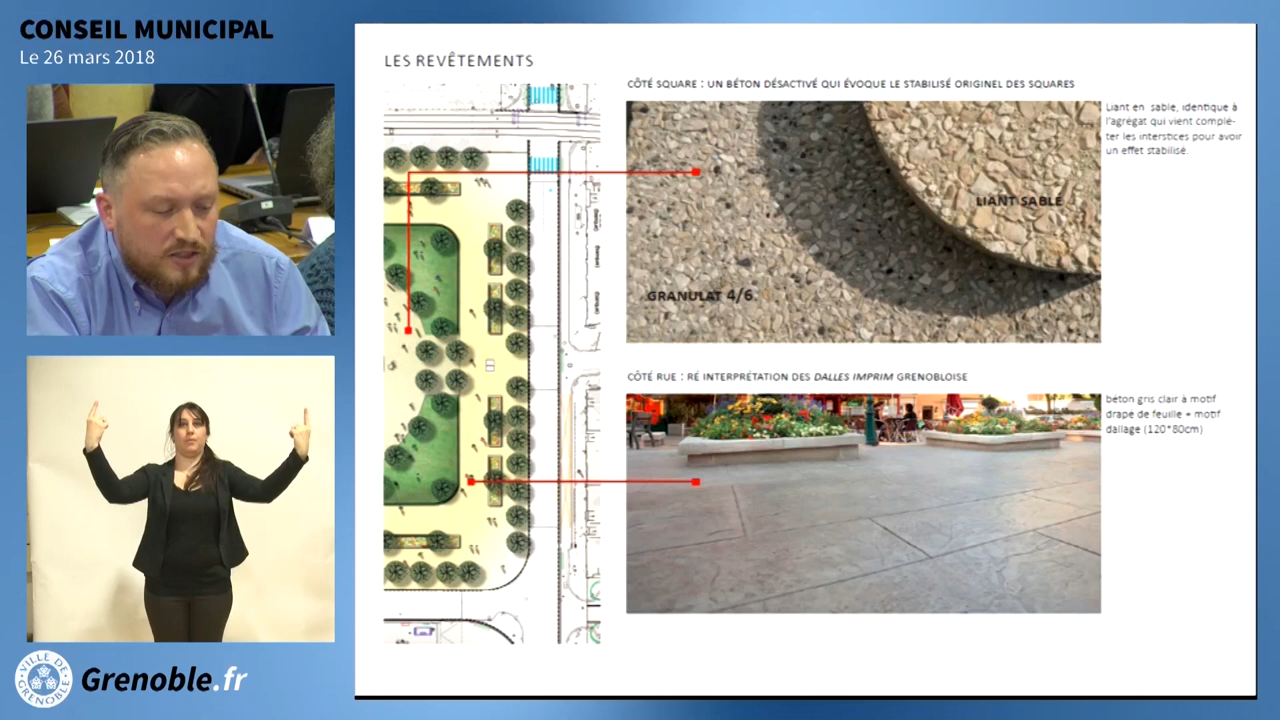 CONSEIL MUNICIPAL
Le 26 mars 2018
LES REVÊTEMENTS
CÔTÉ SQUARE : UN BÉTON DÉSACTIVÉ QUI ÉVOQUE LE STABILISÉ ORIGINEL DES SQUARES
Liant en sable, identique à
l'agrégat qui vient complé-
ter les interstices pour avoir
un effet stabilisé.
LIANT SABLE
GRANULAT 4/6
CÔTÉ RUE : RÉ INTERPRÉTATION DES DALLES IMPRIM GRENOBLOISE
béton gris clair à motif
drape de feuille + motif
dallage (120*80cm)
VILLE DE
GRENOBLE
Grenoble.fr